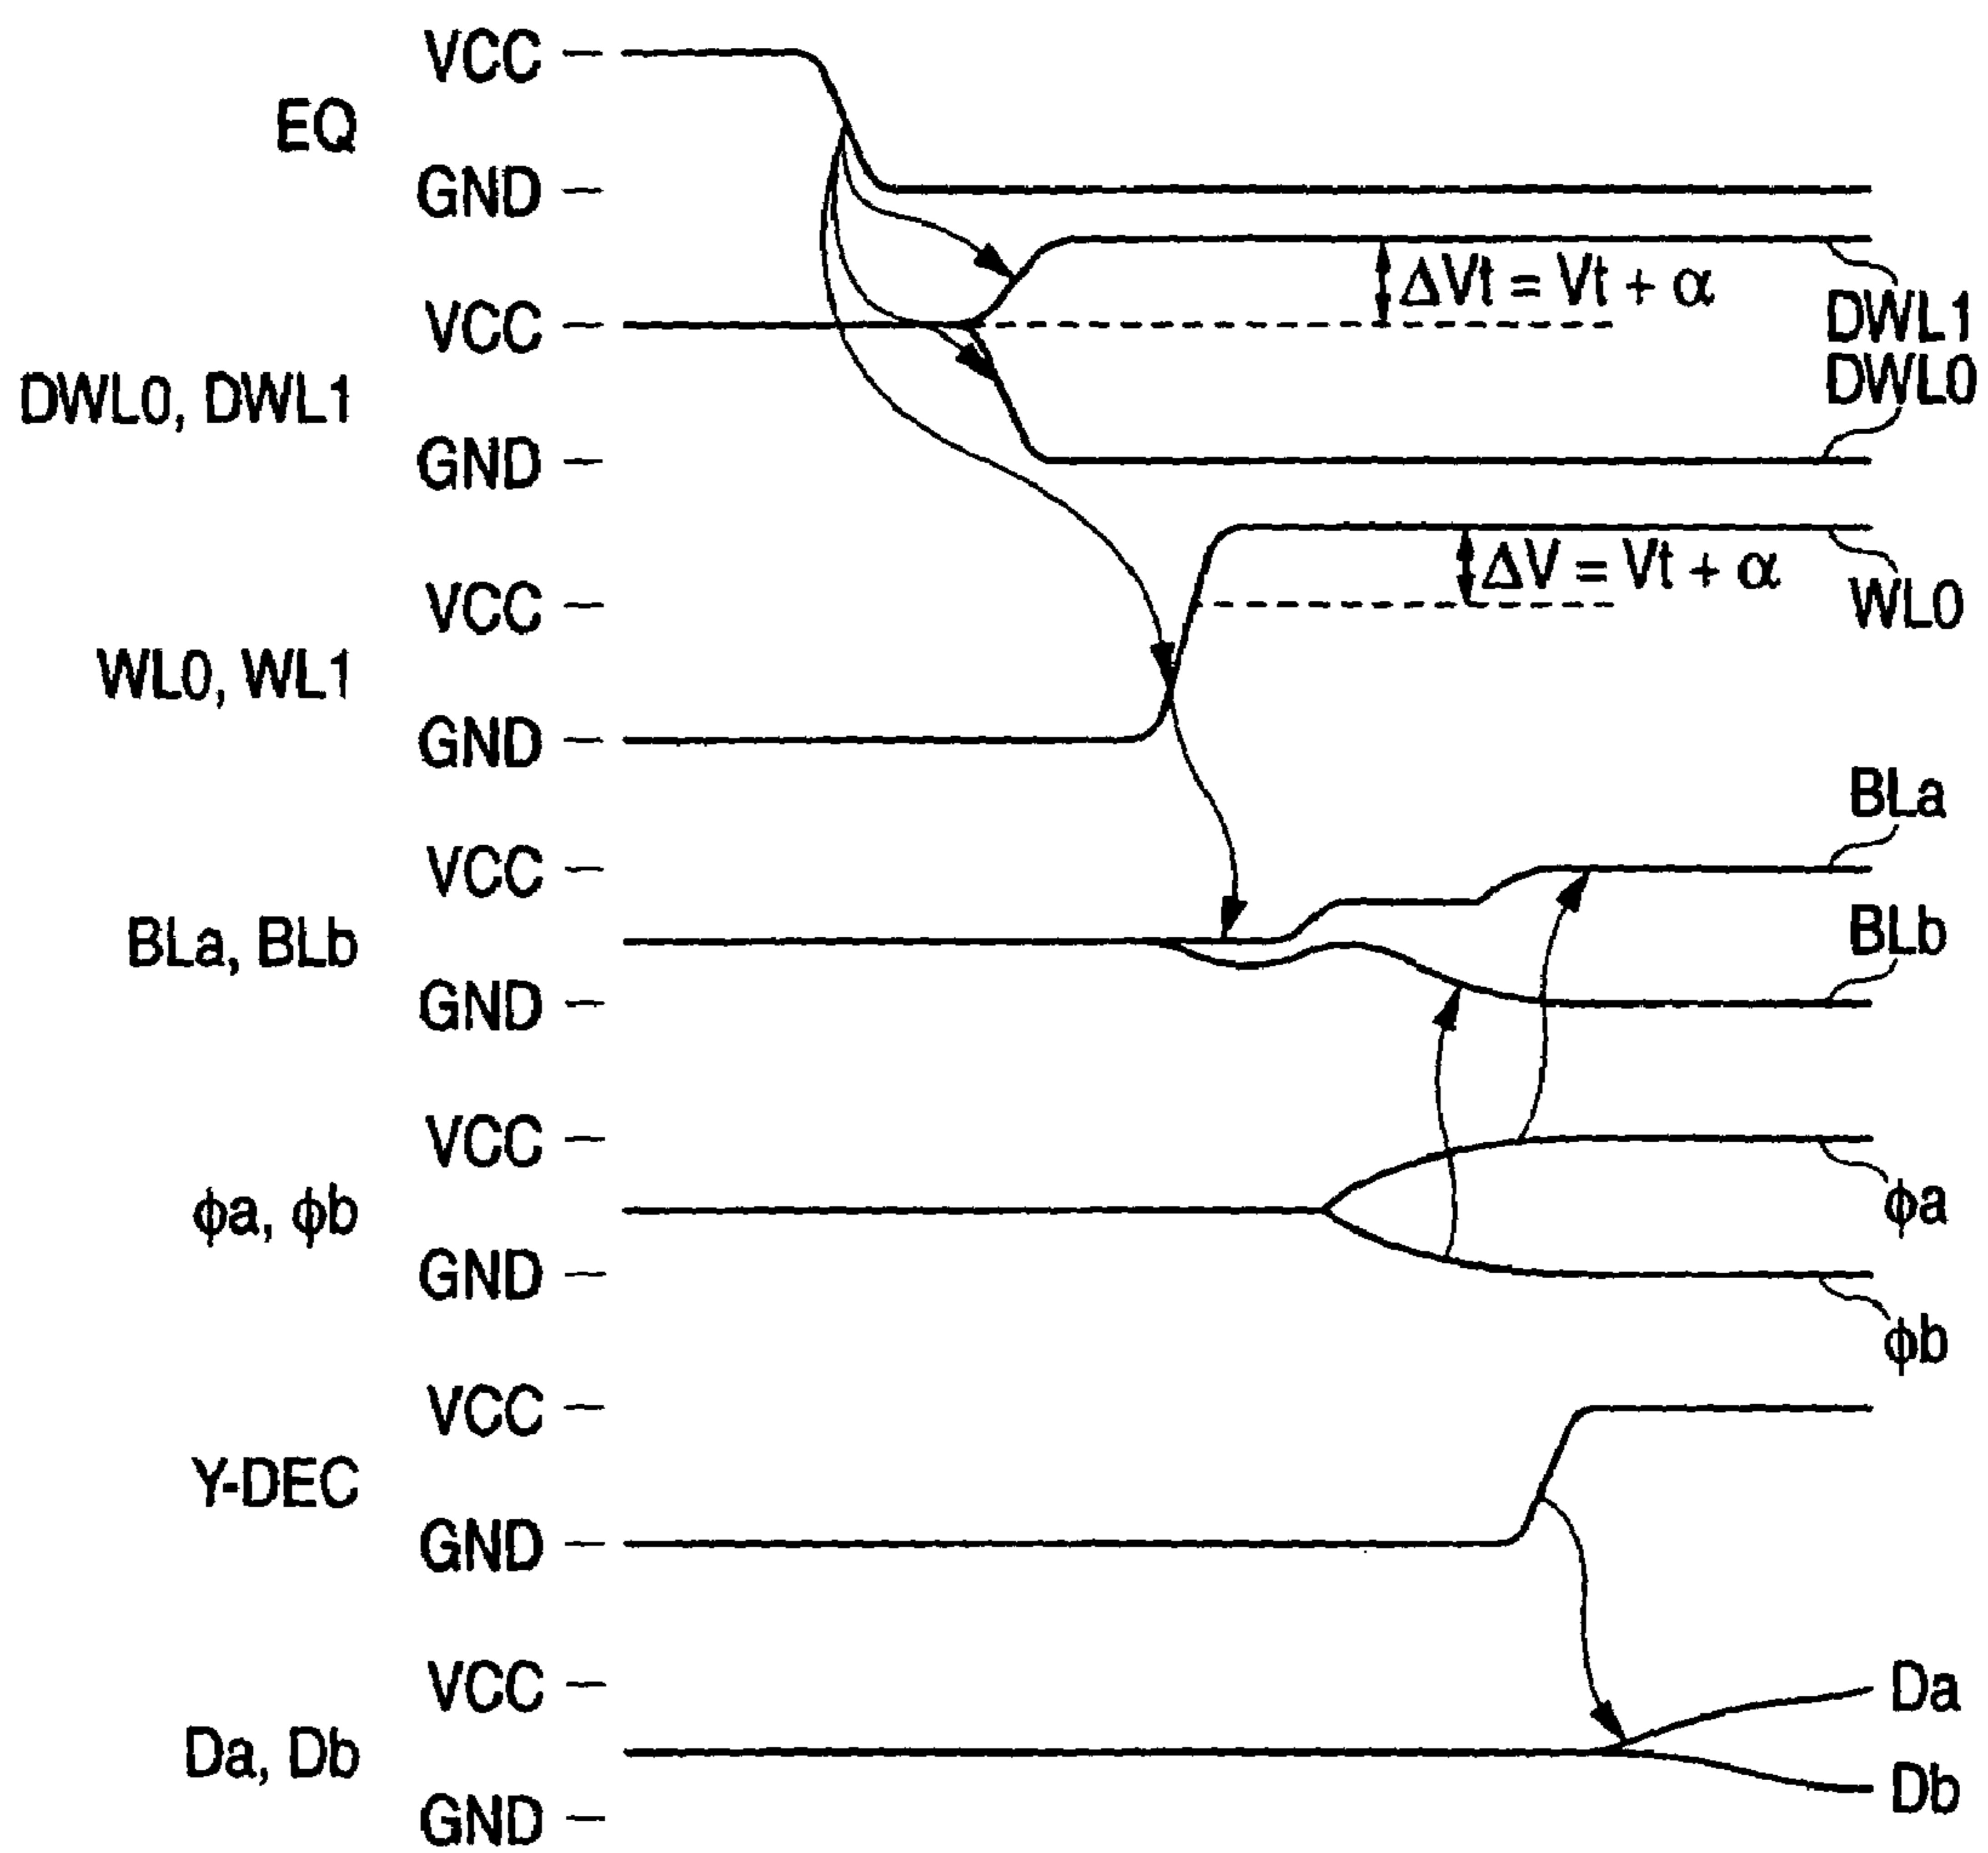 VCC
EQ
GND
ΔVt = Vt + α
DWL1
VCC
DWL0
DWL0, DWL1
GND
ΔV = Vt + α
VCC
WL0
WL0, WL1
GND
BLa
VCC
BLb
BLa, BLb
GND
VCC
ϕa
ϕa, ϕb
GND
ϕb
VCC
Y-DEC
GND
VCC
Da
Da, Db
Db
GND